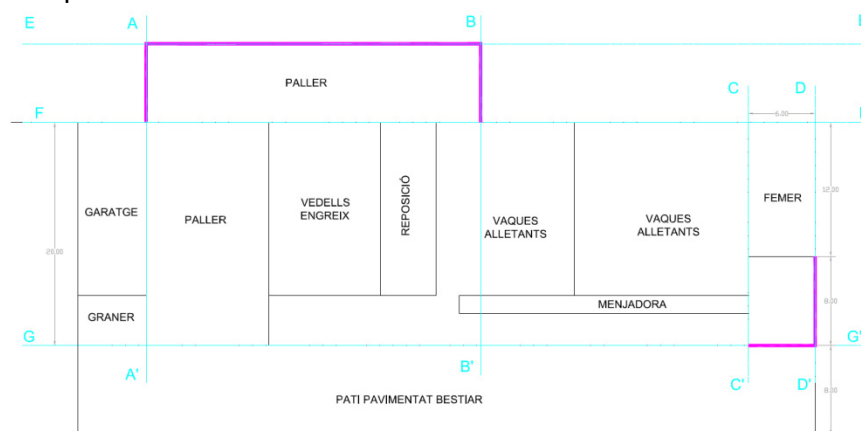 E
A
B
PALLER
C
D
F
6.00
GARATGE
PALLER
VEDELLS
ENGREIX
REPOSICIÓ
VAQUES
ALLETANTS
VAQUES
ALLETANTS
FEMER
12.00
20.00
MENJADORA
8.00
GRANER
G
G'
A'
B'
C'
D'
PATI PAVIMENTAT BESTIAR
8.00